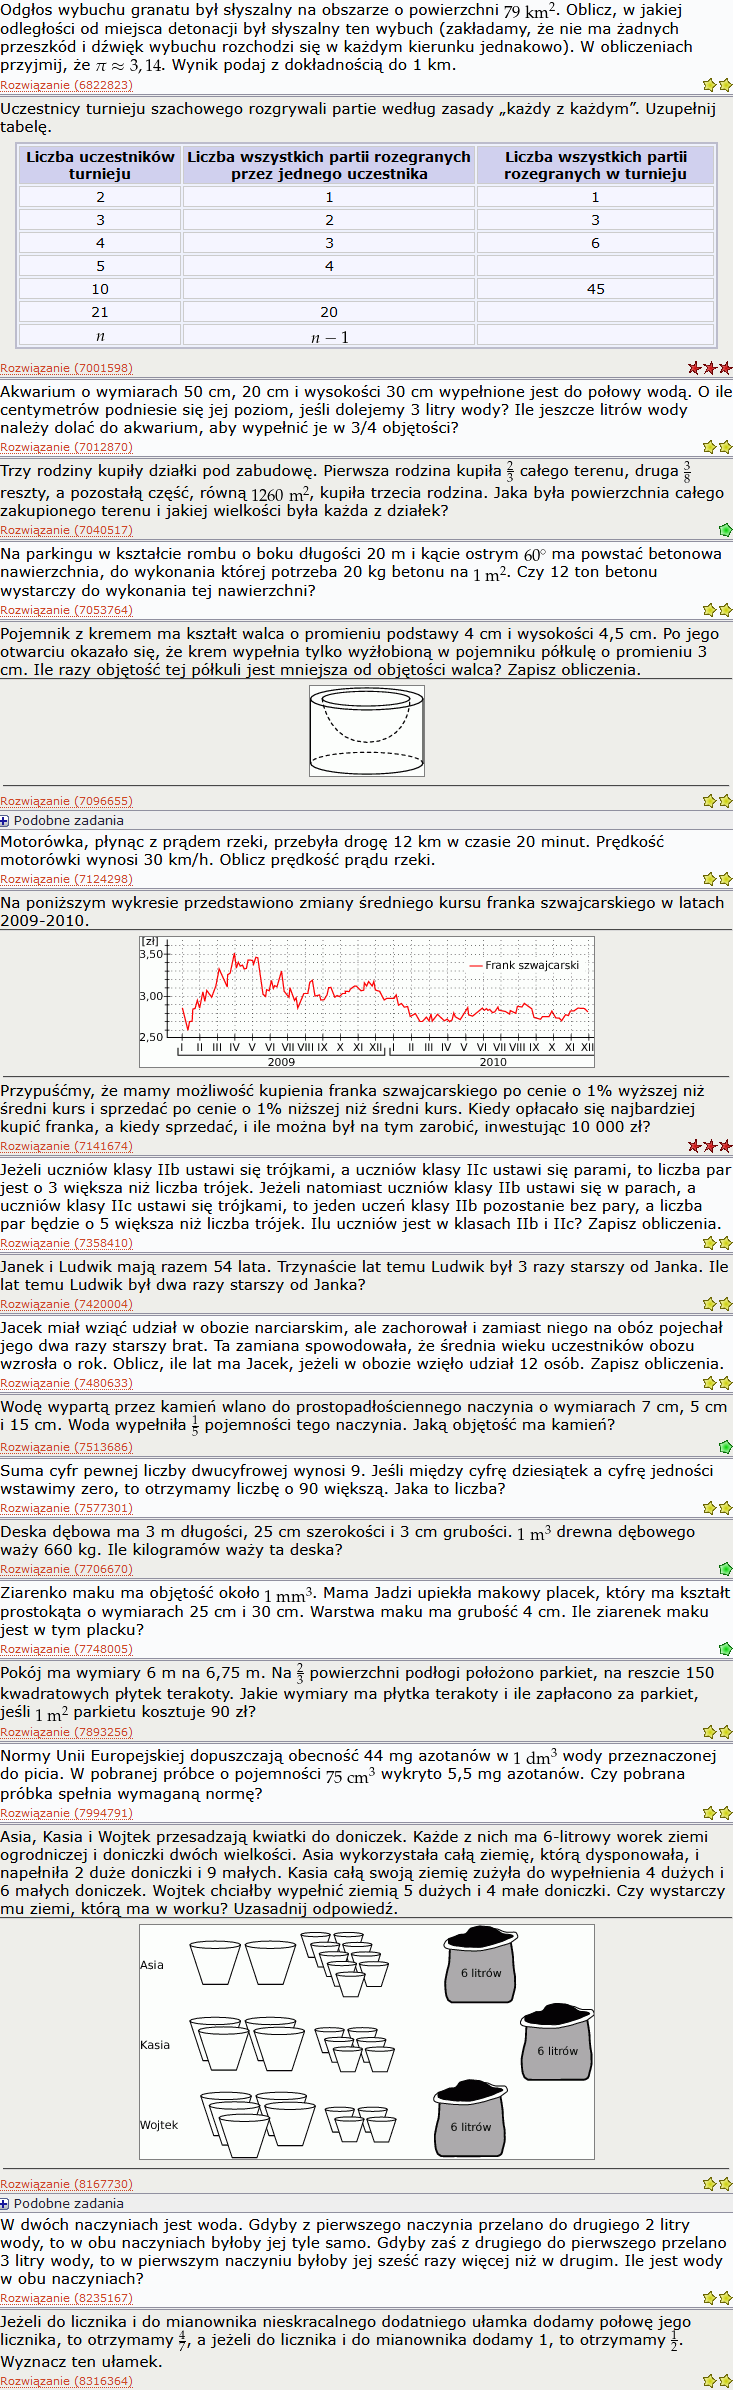 Odgłos wybuchu granatu był słyszalny na obszarze o powierzchni 79 km². Oblicz, w jakiej
odległości od miejsca detonacji był słyszalny ten wybuch (zakładamy, że nie ma żadnych
przeszkód i dźwięk wybuchu rozchodzi się w każdym kierunku jednakowo). W obliczeniach
przyjmij, że π ≈ 3,14. Wynik podaj z dokładnością do 1 km.
Rozwiązanie (6822823)
Uczestnicy turnieju szachowego rozgrywali partie według zasady „każdy z każdym”. Uzupełnij
tabelę.
Liczba uczestników turnieju | Liczba wszystkich partii rozegranych przez jednego uczestnika | Liczba wszystkich partii rozegranych w turnieju
2 1 1
3 2 3
4 3 6
5 4
10 45
21 20
n n − 1
Rozwiązanie (7001598)
Akwarium o wymiarach 50 cm, 20 cm i wysokości 30 cm wypełnione jest do połowy wodą. O ile
centymetrów podniesie się jej poziom, jeśli dolejemy 3 litry wody? Ile jeszcze litrów wody
należy dolać do akwarium, aby wypełnić je w 3/4 objętości?
Rozwiązanie (7012870)
Trzy rodziny kupiły działki pod zabudowę. Pierwsza rodzina kupiła 2/3 całego terenu, druga 3/8
reszty, a pozostałą część, równą 1260 m², kupiła trzecia rodzina. Jaka była powierzchnia całego
zakupionego terenu i jakiej wielkości była każda z działek?
Rozwiązanie (7040517)
Na parkingu w kształcie rombu o boku długości 20 m i kącie ostrym 60° ma powstać betonowa
nawierzchnia, do wykonania której potrzeba 20 kg betonu na 1 m². Czy 12 ton betonu
wystarczy do wykonania tej nawierzchni?
Rozwiązanie (7053764)
Pojemnik z kremem ma kształt walca o promieniu podstawy 4 cm i wysokości 4,5 cm. Po jego
otwarciu okazało się, że krem wypełnia tylko wyżłobioną w pojemniku półkulę o promieniu 3
cm. Ile razy objętość tej półkuli jest mniejsza od objętości walca? Zapisz obliczenia.
Rozwiązanie (7096655)
Podobne zadania
Motorówka, płynąc z prądem rzeki, przebyła drogę 12 km w czasie 20 minut. Prędkość
motorówki wynosi 30 km/h. Oblicz prędkość prądu rzeki.
Rozwiązanie (7124298)
Na poniższym wykresie przedstawiono zmiany średniego kursu franka szwajcarskiego w latach
2009-2010.
[zł]
3,50
Frank szwajcarski
3,00
2,50
I II III IV V VI VII VIII IX X XI XII I II III IV V VI VII VIII IX X XI XII
2009 2010
Przypuśćmy, że mamy możliwość kupienia franka szwajcarskiego po cenie o 1% wyższej niż
średni kurs i sprzedać po cenie o 1% niższej niż średni kurs. Kiedy opłacało się najbardziej
kupić franka, a kiedy sprzedać, i ile można był na tym zarobić, inwestując 10 000 zł?
Rozwiązanie (7141674)
Jeżeli uczniów klasy IIb ustawi się trójkami, a uczniów klasy IIc ustawi się parami, to liczba par
jest o 3 większa niż liczba trójek. Jeżeli natomiast uczniów klasy IIb ustawi się w parach, a
uczniów klasy IIc ustawi się trójkami, to jeden uczeń klasy IIb pozostanie bez pary, a liczba
par będzie o 5 większa niż liczba trójek. Ilu uczniów jest w klasach IIb i IIc? Zapisz obliczenia.
Rozwiązanie (7358410)
Janek i Ludwik mają razem 54 lata. Trzynaście lat temu Ludwik był 3 razy starszy od Janka. Ile
lat temu Ludwik był dwa razy starszy od Janka?
Rozwiązanie (7420004)
Jacek miał wziąć udział w obozie narciarskim, ale zachorował i zamiast niego na obóz pojechał
jego dwa razy starszy brat. Ta zamiana spowodowała, że średnia wieku uczestników obozu
wzrosła o rok. Oblicz, ile lat ma Jacek, jeżeli w obozie wzięło udział 12 osób. Zapisz obliczenia.
Rozwiązanie (7480633)
Wodę wypartą przez kamień wlano do prostopadłościennego naczynia o wymiarach 7 cm, 5 cm
i 15 cm. Woda wypełniła 1/5 pojemności tego naczynia. Jaką objętość ma kamień?
Rozwiązanie (7513686)
Suma cyfr pewnej liczby dwucyfrowej wynosi 9. Jeśli między cyfrę dziesiątek a cyfrę jedności
wstawimy zero, to otrzymamy liczbę o 90 większą. Jaka to liczba?
Rozwiązanie (7577301)
Deska dębowa ma 3 m długości, 25 cm szerokości i 3 cm grubości. 1 m³ drewna dębowego
waży 660 kg. Ile kilogramów waży ta deska?
Rozwiązanie (7706670)
Ziarenko maku ma objętość około 1 mm³. Mama Jadzi upiekła makowy placek, który ma kształt
prostokąta o wymiarach 25 cm i 30 cm. Warstwa maku ma grubość 4 cm. Ile ziarenek maku
jest w tym placku?
Rozwiązanie (7748005)
Pokój ma wymiary 6 m na 6,75 m. Na 2/3 powierzchni podłogi położono parkiet, na reszcie 150
kwadratowych płytek terakoty. Jakie wymiary ma płytka terakoty i ile zapłacono za parkiet,
jeśli 1 m² parkietu kosztuje 90 zł?
Rozwiązanie (7893256)
Normy Unii Europejskiej dopuszczają obecność 44 mg azotanów w 1 dm³ wody przeznaczonej
do picia. W pobranej próbce o pojemności 75 cm³ wykryto 5,5 mg azotanów. Czy pobrana
próbka spełnia wymaganą normę?
Rozwiązanie (7994791)
Asia, Kasia i Wojtek przesadzają kwiatki do doniczek. Każde z nich ma 6-litrowy worek ziemi
ogrodniczej i doniczki dwóch wielkości. Asia wykorzystała całą ziemię, którą dysponowała, i
napełniła 2 duże doniczki i 9 małych. Kasia całą swoją ziemię zużyła do wypełnienia 4 dużych i
6 małych doniczek. Wojtek chciałby wypełnić ziemią 5 dużych i 4 małe doniczki. Czy wystarczy
mu ziemi, którą ma w worku? Uzasadnij odpowiedź.
Asia
6 litrów
Kasia
6 litrów
Wojtek
6 litrów
Rozwiązanie (8167730)
Podobne zadania
W dwóch naczyniach jest woda. Gdyby z pierwszego naczynia przelano do drugiego 2 litry
wody, to w obu naczyniach byłoby jej tyle samo. Gdyby zaś z drugiego do pierwszego przelano
3 litry wody, to w pierwszym naczyniu byłoby jej sześć razy więcej niż w drugim. Ile jest wody
w obu naczyniach?
Rozwiązanie (8235167)
Jeżeli do licznika i do mianownika nieskracalnego dodatniego ułamka dodamy połowę jego
licznika, to otrzymamy 4/7, a jeżeli do licznika i do mianownika dodamy 1, to otrzymamy 1/2.
Wyznacz ten ułamek.
Rozwiązanie (8316364)